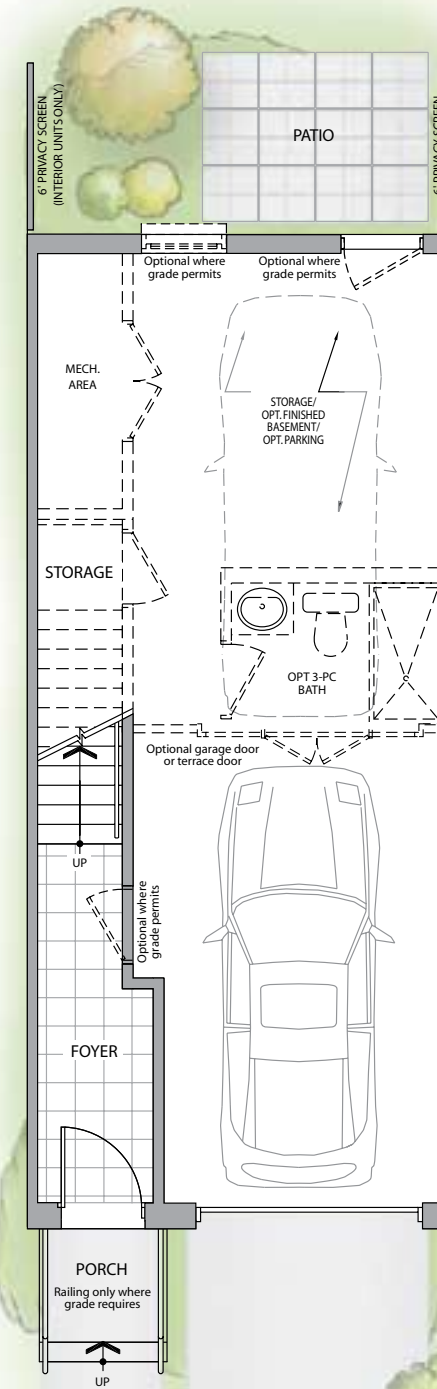 6' PRIVACY SCREEN
(INTERIOR UNITS ONLY)
PATIO
6' PRIVACY SCREEN
Optional where
grade permits
Optional where
grade permits
MECH.
AREA
STORAGE/
OPT. FINISHED
BASEMENT/
OPT. PARKING
STORAGE
OPT 3-PC
BATH
Optional garage door
or terrace door
UP
Optional where
grade permits
FOYER
PORCH
Railing only where
grade requires
UP